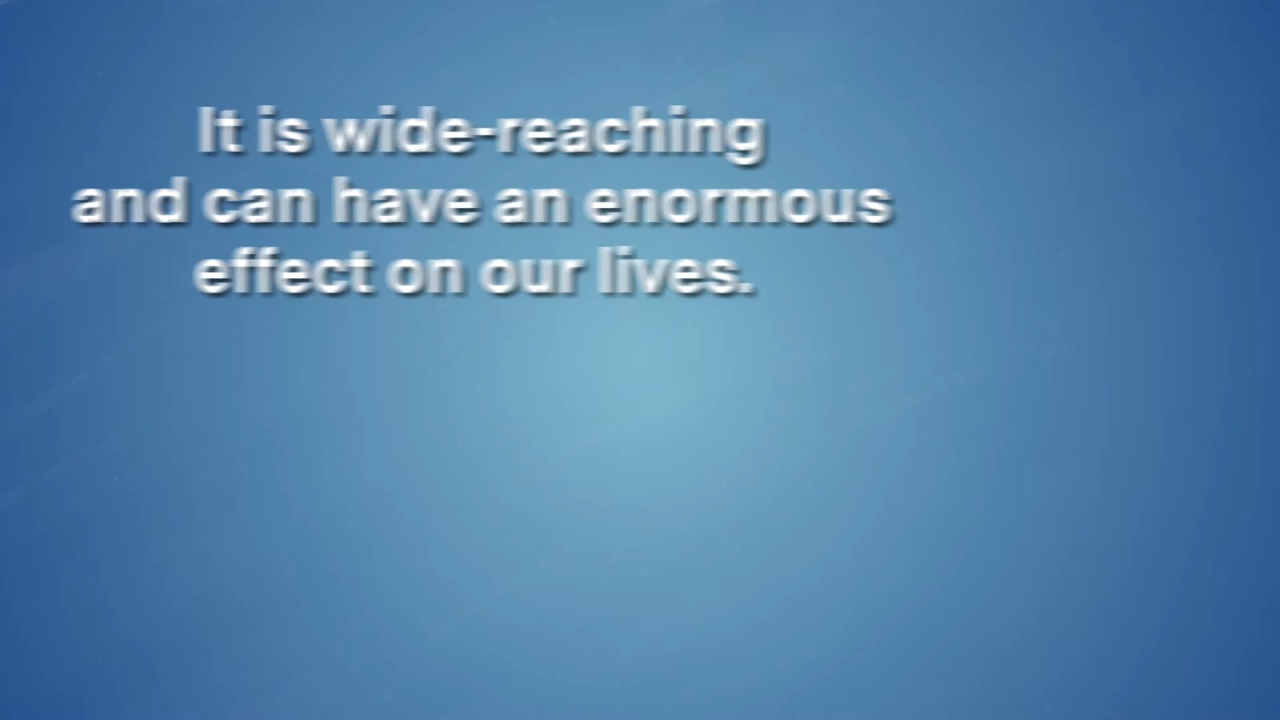 It is wide-reaching
and can have an enormous
effect on our lives.